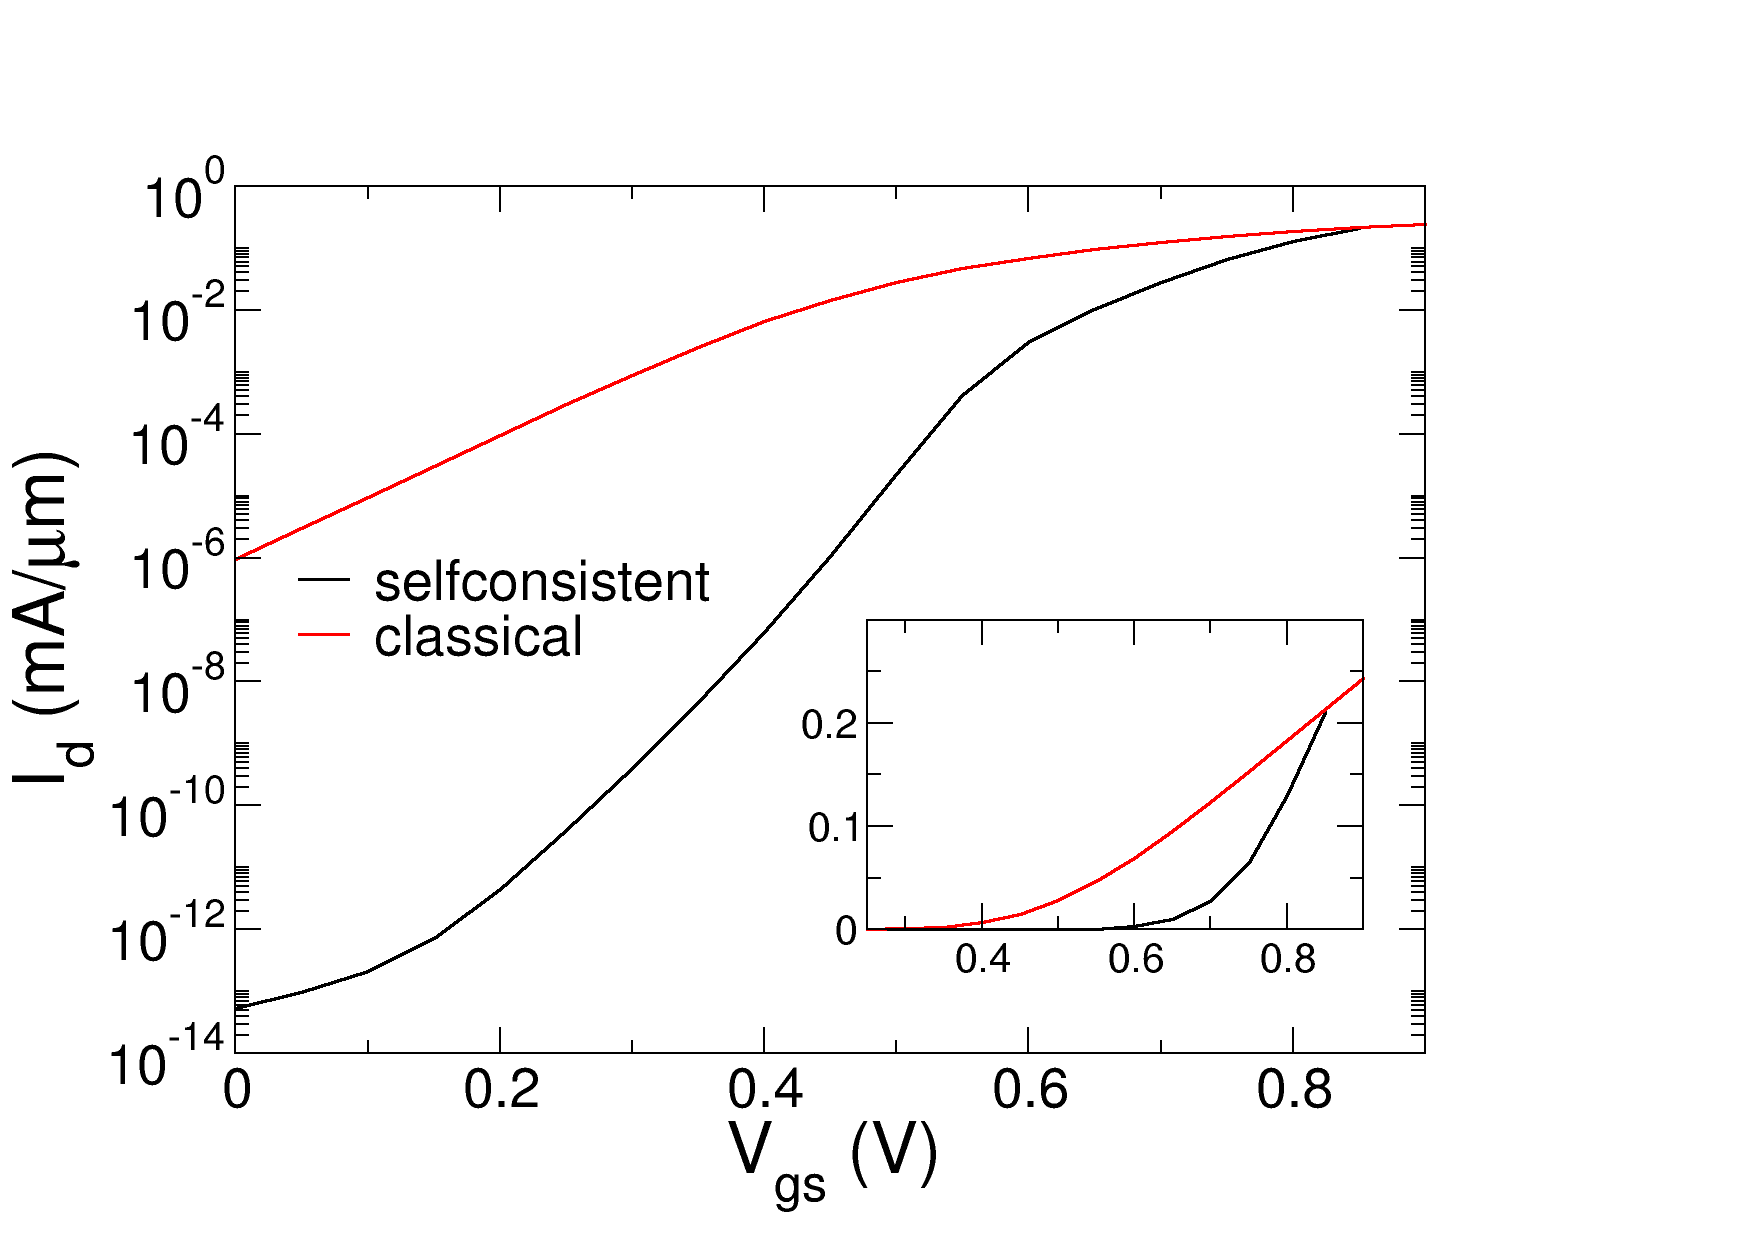 10^0
10^-2
10^-4
10^-6
10^-8
10^-10
10^-12
10^-14
I_d (mA/μm)
selfconsistent
classical
0.2
0.1
0
0.4 0.6 0.8
0 0.2 0.4 0.6 0.8
V_gs (V)